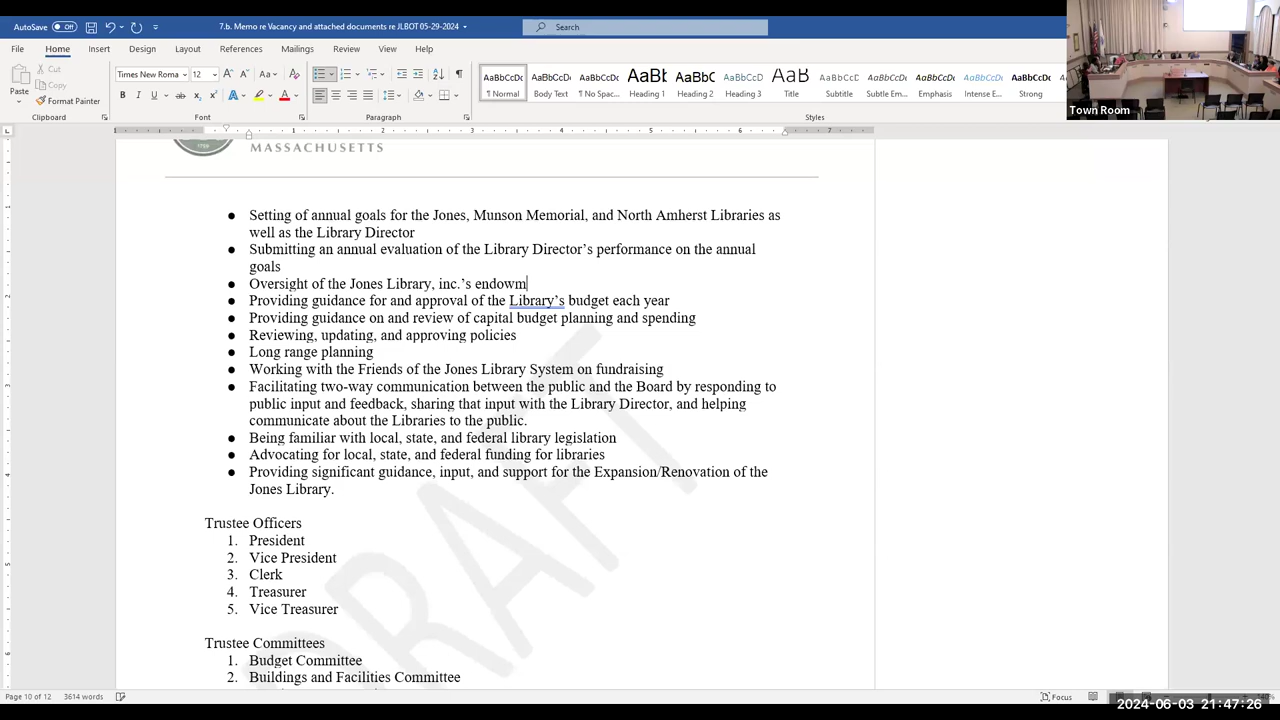 AutoSave Off 7.b. Memo re Vacancy and attached documents re JLBOT 05-29-2024 Search
File Home Insert Design Layout References Mailings Review View Help
Paste Cut Copy Format Painter Times New Roma 12 Aa
B I U ab x A A
AaBbCcDc AaBbCcDc AaBbCcDc AaBb AaBbCc AaBbCcD AaB AaBbCcD AaBbCcDc AaBbCcDc AaBbCcDc AaBbCcDc
¶ Normal Body Text ¶ No Spac... Heading 1 Heading 2 Heading 3 Title Subtitle Subtle Em... Emphasis Intense E... Strong
Clipboard Font Paragraph Styles
Town Room
1759
MASSACHUSETTS
● Setting of annual goals for the Jones, Munson Memorial, and North Amherst Libraries as
well as the Library Director
● Submitting an annual evaluation of the Library Director’s performance on the annual
goals
● Oversight of the Jones Library, inc.’s endowm
● Providing guidance for and approval of the Library’s budget each year
● Providing guidance on and review of capital budget planning and spending
● Reviewing, updating, and approving policies
● Long range planning
● Working with the Friends of the Jones Library System on fundraising
● Facilitating two-way communication between the public and the Board by responding to
public input and feedback, sharing that input with the Library Director, and helping
communicate about the Libraries to the public.
● Being familiar with local, state, and federal library legislation
● Advocating for local, state, and federal funding for libraries
● Providing significant guidance, input, and support for the Expansion/Renovation of the
Jones Library.
Trustee Officers
1. President
2. Vice President
3. Clerk
4. Treasurer
5. Vice Treasurer
Trustee Committees
1. Budget Committee
2. Buildings and Facilities Committee
DRAFT
Page 10 of 12 3614 words Focus
2024-06-03 21:47:26